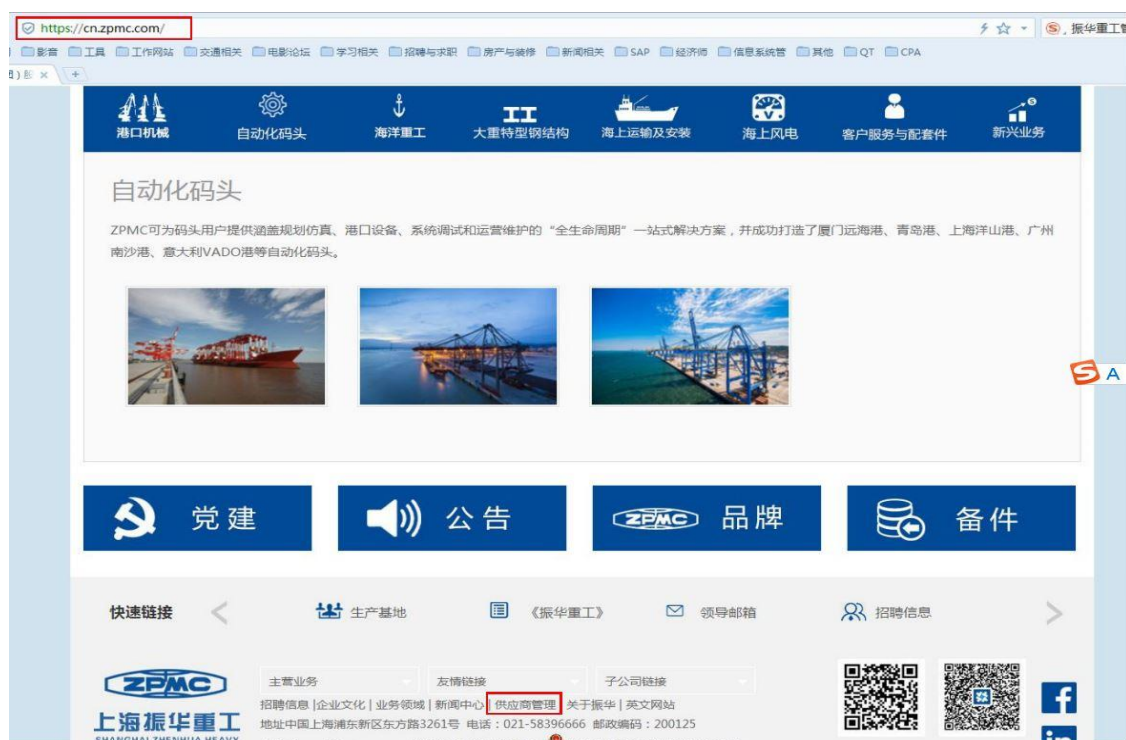 https://cn.zpmc.com/
振华重工
影音 工具 工作网站 交通相关 电影论坛 学习相关 招聘与求职 房产与装修 新闻相关 SAP 经济师 信息系统管 其他 QT CPA
港口机械 自动化码头 海洋重工 大重特型钢结构 海上运输及安装 海上风电 客户服务与配套件 新兴业务
自动化码头
ZPMC可为码头用户提供涵盖规划仿真、港口设备、系统调试和运营维护的“全生命周期”一站式解决方案，并成功打造了厦门远海港、青岛港、上海洋山港、广州
南沙港、意大利VADO港等自动化码头。
S A
党建 公告 ZPMC 品牌 备件
快速链接 生产基地 《振华重工》 领导邮箱 招聘信息
ZPMC
上海振华重工
SHANGHAI ZHENHUA HEAVY
主营业务 友情链接 子公司链接
招聘信息 |企业文化 | 业务领域 | 新闻中心 | 供应商管理 关于振华 | 英文网站
地址中国上海浦东新区东方路3261号 电话：021-58396666 邮政编码：200125
f
in